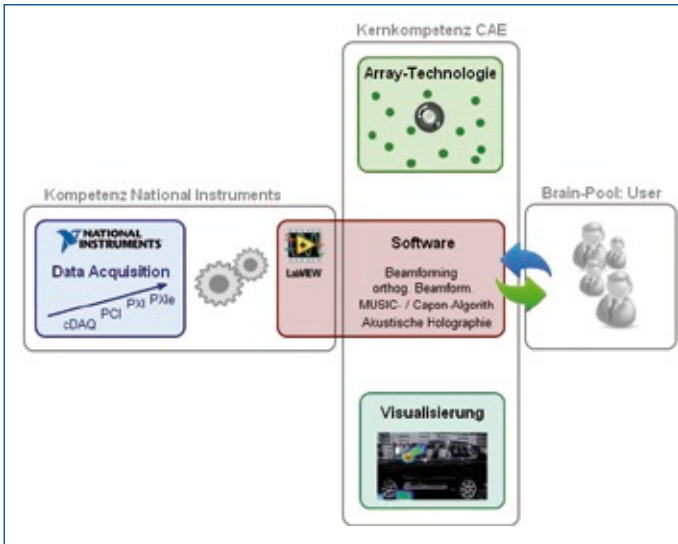 Kernkompetenz CAE
Array-Technologie
Kompetenz National Instruments
NATIONAL
INSTRUMENTS
Data Acquisition
cDAQ
PCI
PXI
PXIe
LabVIEW
Software
Beamforming
orthog. Beamform.
MUSIC- / Capon-Algorith
Akustische Holographie
Brain-Pool: User
Visualisierung